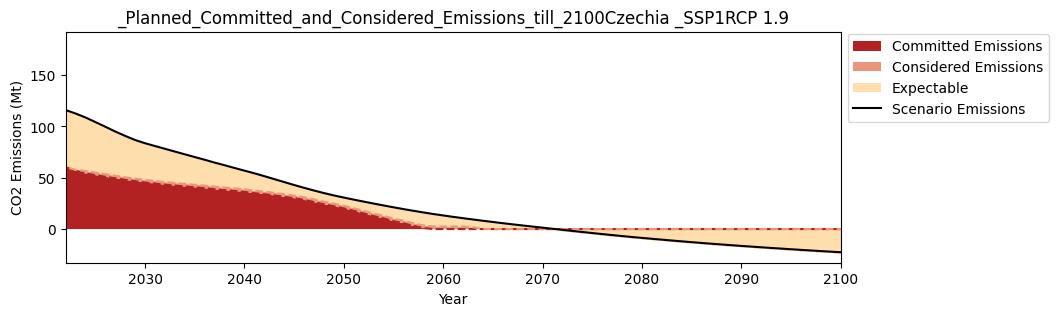 _Planned_Committed_and_Considered_Emissions_till_2100Czechia _SSP1RCP 1.9
CO2 Emissions (Mt)
150
100
50
0
2030 2040 2050 2060 2070 2080 2090 2100
Year
Committed Emissions
Considered Emissions
Expectable
Scenario Emissions